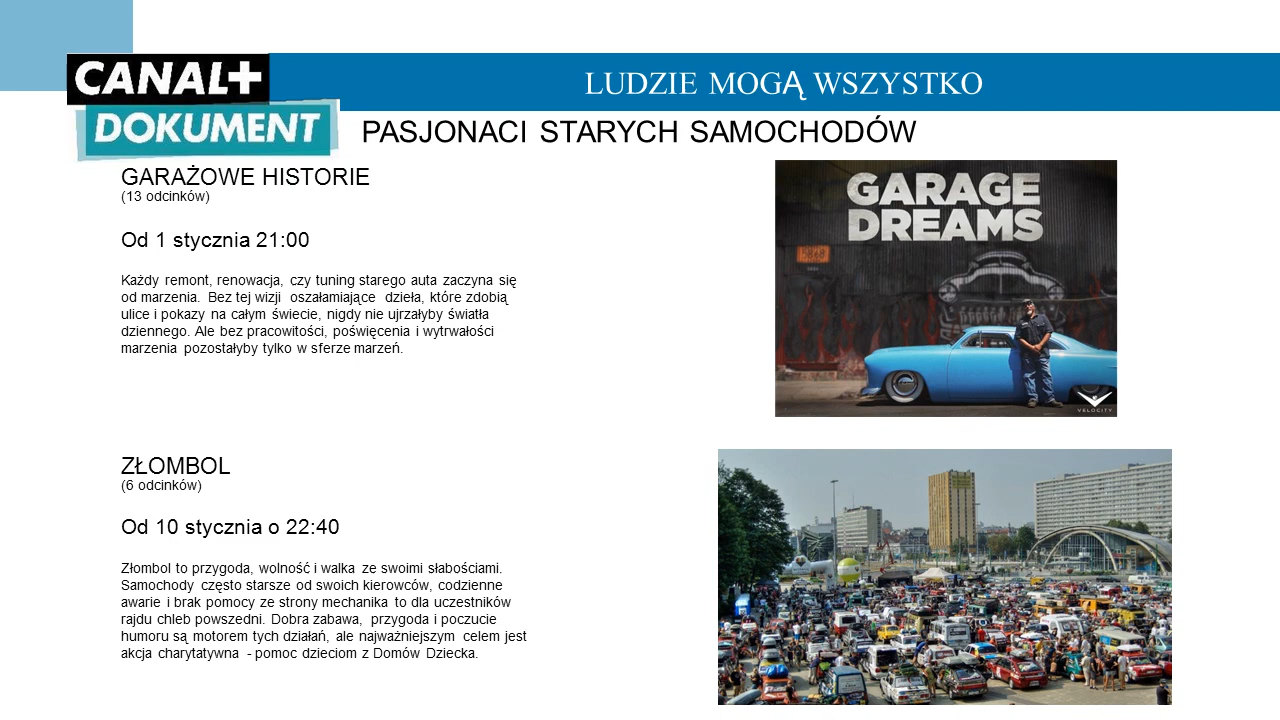 CANAL+
DOKUMENT
LUDZIE MOGĄ WSZYSTKO
PASJONACI STARYCH SAMOCHODÓW
GARAŻOWE HISTORIE
(13 odcinków)
Od 1 stycznia 21:00
Każdy remont, renowacja, czy tuning starego auta zaczyna się
od marzenia. Bez tej wizji oszałamiające dzieła, które zdobią
ulice i pokazy na całym świecie, nigdy nie ujrzałyby światła
dziennego. Ale bez pracowitości, poświęcenia i wytrwałości
marzenia pozostałyby tylko w sferze marzeń.
GARAGE
DREAMS
VELOCITY
ZŁOMBOL
(6 odcinków)
Od 10 stycznia o 22:40
Złombol to przygoda, wolność i walka ze swoimi słabościami.
Samochody często starsze od swoich kierowców, codzienne
awarie i brak pomocy ze strony mechanika to dla uczestników
rajdu chleb powszedni. Dobra zabawa, przygoda i poczucie
humoru są motorem tych działań, ale najważniejszym celem jest
akcja charytatywna - pomoc dzieciom z Domów Dziecka.